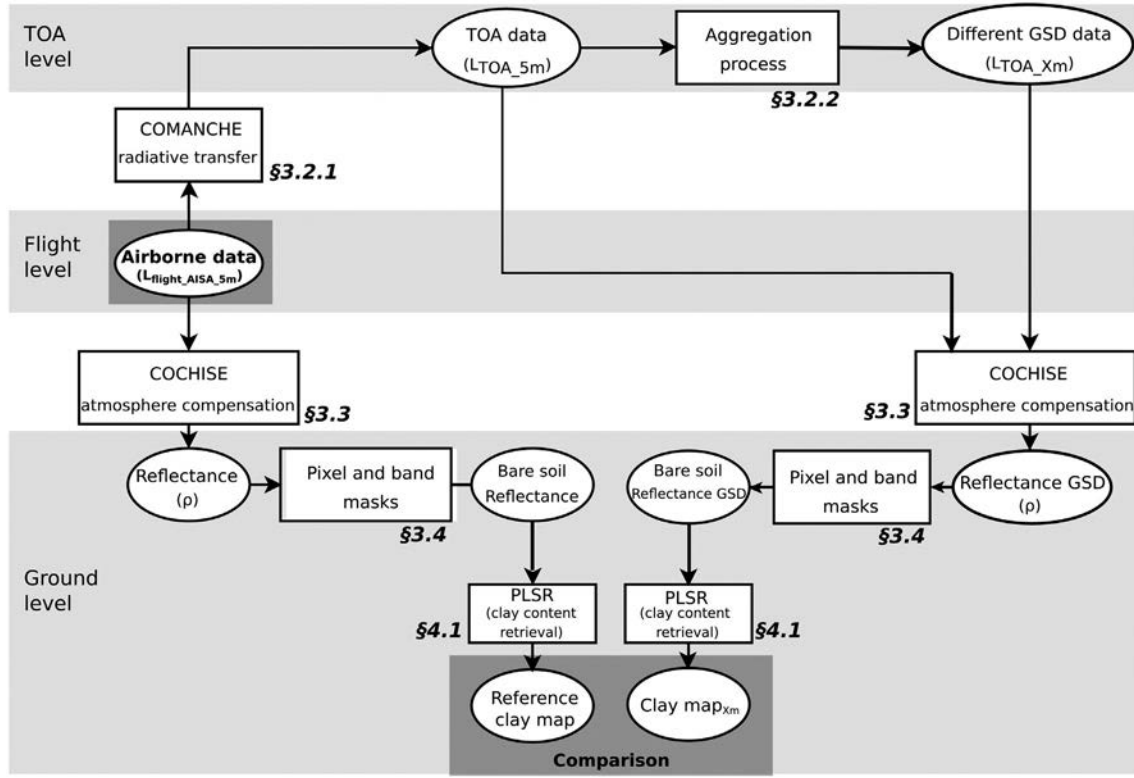 TOA
level
TOA data
(LTOA_5m)
Aggregation
process
§3.2.2
Different GSD data
(LTOA_Xm)
COMANCHE
radiative transfer
§3.2.1
Flight
level
Airborne data
(Lflight_AISA_5m)
COCHISE
atmosphere compensation
§3.3
§3.3
COCHISE
atmosphere compensation
Reflectance
(ρ)
Pixel and band
masks
§3.4
Bare soil
Reflectance
Bare soil
Reflectance GSD
Pixel and band
masks
§3.4
Reflectance GSD
(ρ)
Ground
level
PLSR
(clay content
retrieval)
§4.1
PLSR
(clay content
retrieval)
§4.1
Reference
clay map
Clay mapXm
Comparison